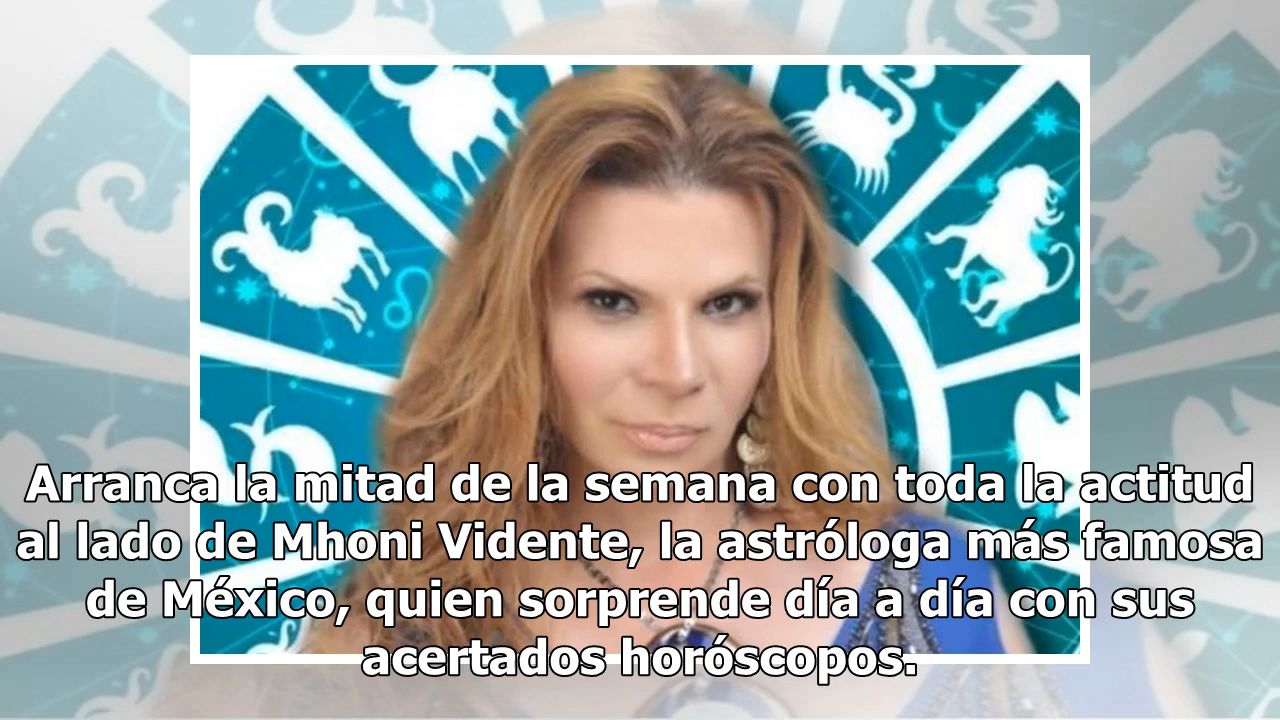 Arranca la mitad de la semana con toda la actitud
al lado de Mhoni Vidente, la astróloga más famosa
de México, quien sorprende día a día con sus
acertados horóscopos.